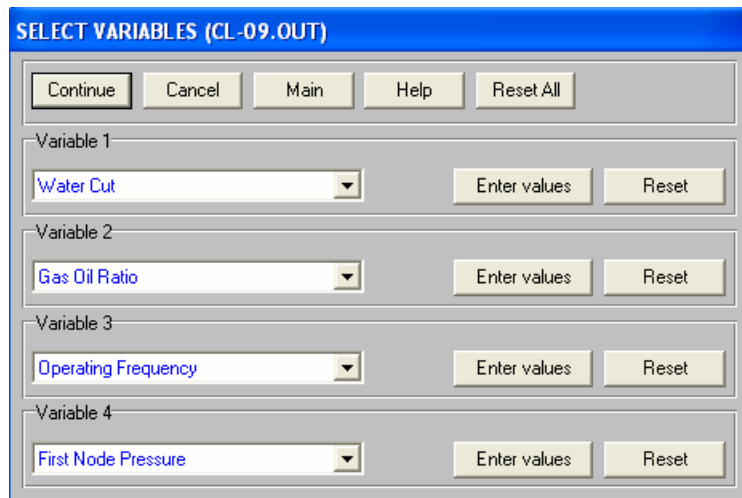 SELECT VARIABLES (CL-09.OUT)
Continue Cancel Main Help Reset All
Variable 1
Water Cut Enter values Reset
Variable 2
Gas Oil Ratio Enter values Reset
Variable 3
Operating Frequency Enter values Reset
Variable 4
First Node Pressure Enter values Reset